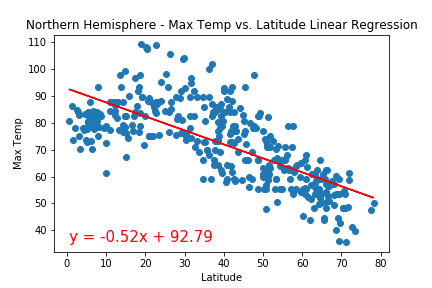 Northern Hemisphere - Max Temp vs. Latitude Linear Regression
110
100
90
80
70
60
50
40
Max Temp
y = -0.52x + 92.79
0 10 20 30 40 50 60 70 80
Latitude